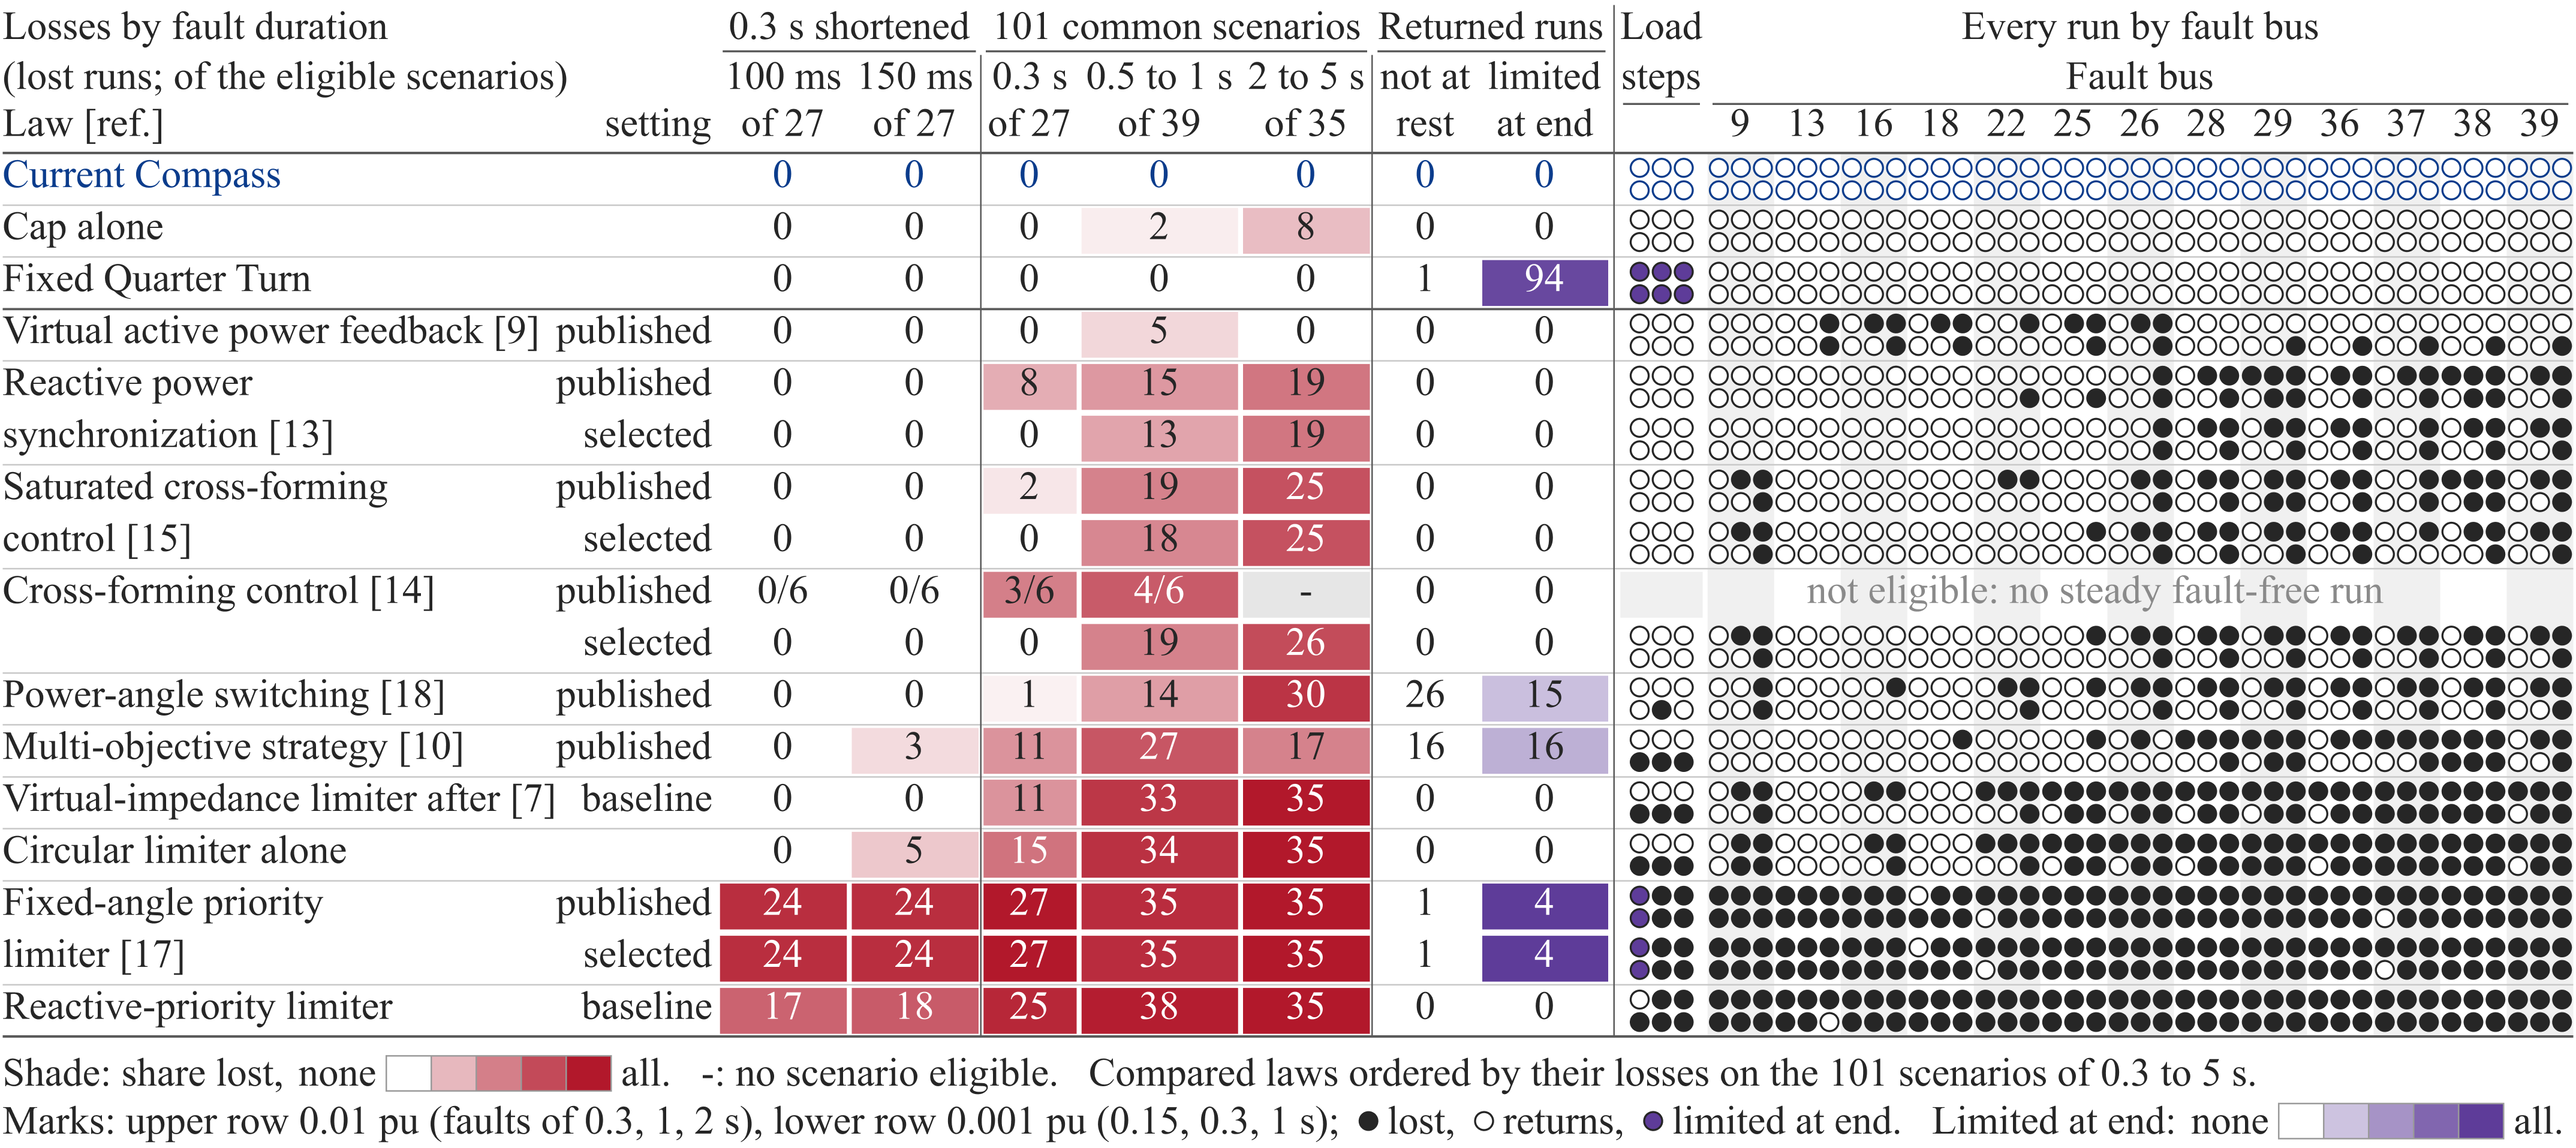 Losses by fault duration 0.3 s shortened 101 common scenarios Returned runs Load Every run by fault bus
(lost runs; of the eligible scenarios) 100 ms 150 ms 0.3 s 0.5 to 1 s 2 to 5 s not at limited steps Fault bus
Law [ref.] setting of 27 of 27 of 27 of 39 of 35 rest at end 9 13 16 18 22 25 26 28 29 36 37 38 39
Current Compass 0 0 0 0 0 0 0
Cap alone 0 0 0 2 8 0 0
Fixed Quarter Turn 0 0 0 0 0 1 94
Virtual active power feedback [9] published 0 0 0 5 0 0 0
Reactive power published 0 0 8 15 19 0 0
synchronization [13] selected 0 0 0 13 19 0 0
Saturated cross-forming published 0 0 2 19 25 0 0
control [15] selected 0 0 0 18 25 0 0
Cross-forming control [14] published 0/6 0/6 3/6 4/6 - 0 0 not eligible: no steady fault-free run
selected 0 0 0 19 26 0 0
Power-angle switching [18] published 0 0 1 14 30 26 15
Multi-objective strategy [10] published 0 3 11 27 17 16 16
Virtual-impedance limiter after [7] baseline 0 0 11 33 35 0 0
Circular limiter alone 0 5 15 34 35 0 0
Fixed-angle priority published 24 24 27 35 35 1 4
limiter [17] selected 24 24 27 35 35 1 4
Reactive-priority limiter baseline 17 18 25 38 35 0 0
Shade: share lost, none all. -: no scenario eligible. Compared laws ordered by their losses on the 101 scenarios of 0.3 to 5 s.
Marks: upper row 0.01 pu (faults of 0.3, 1, 2 s), lower row 0.001 pu (0.15, 0.3, 1 s); lost, returns, limited at end. Limited at end: none all.